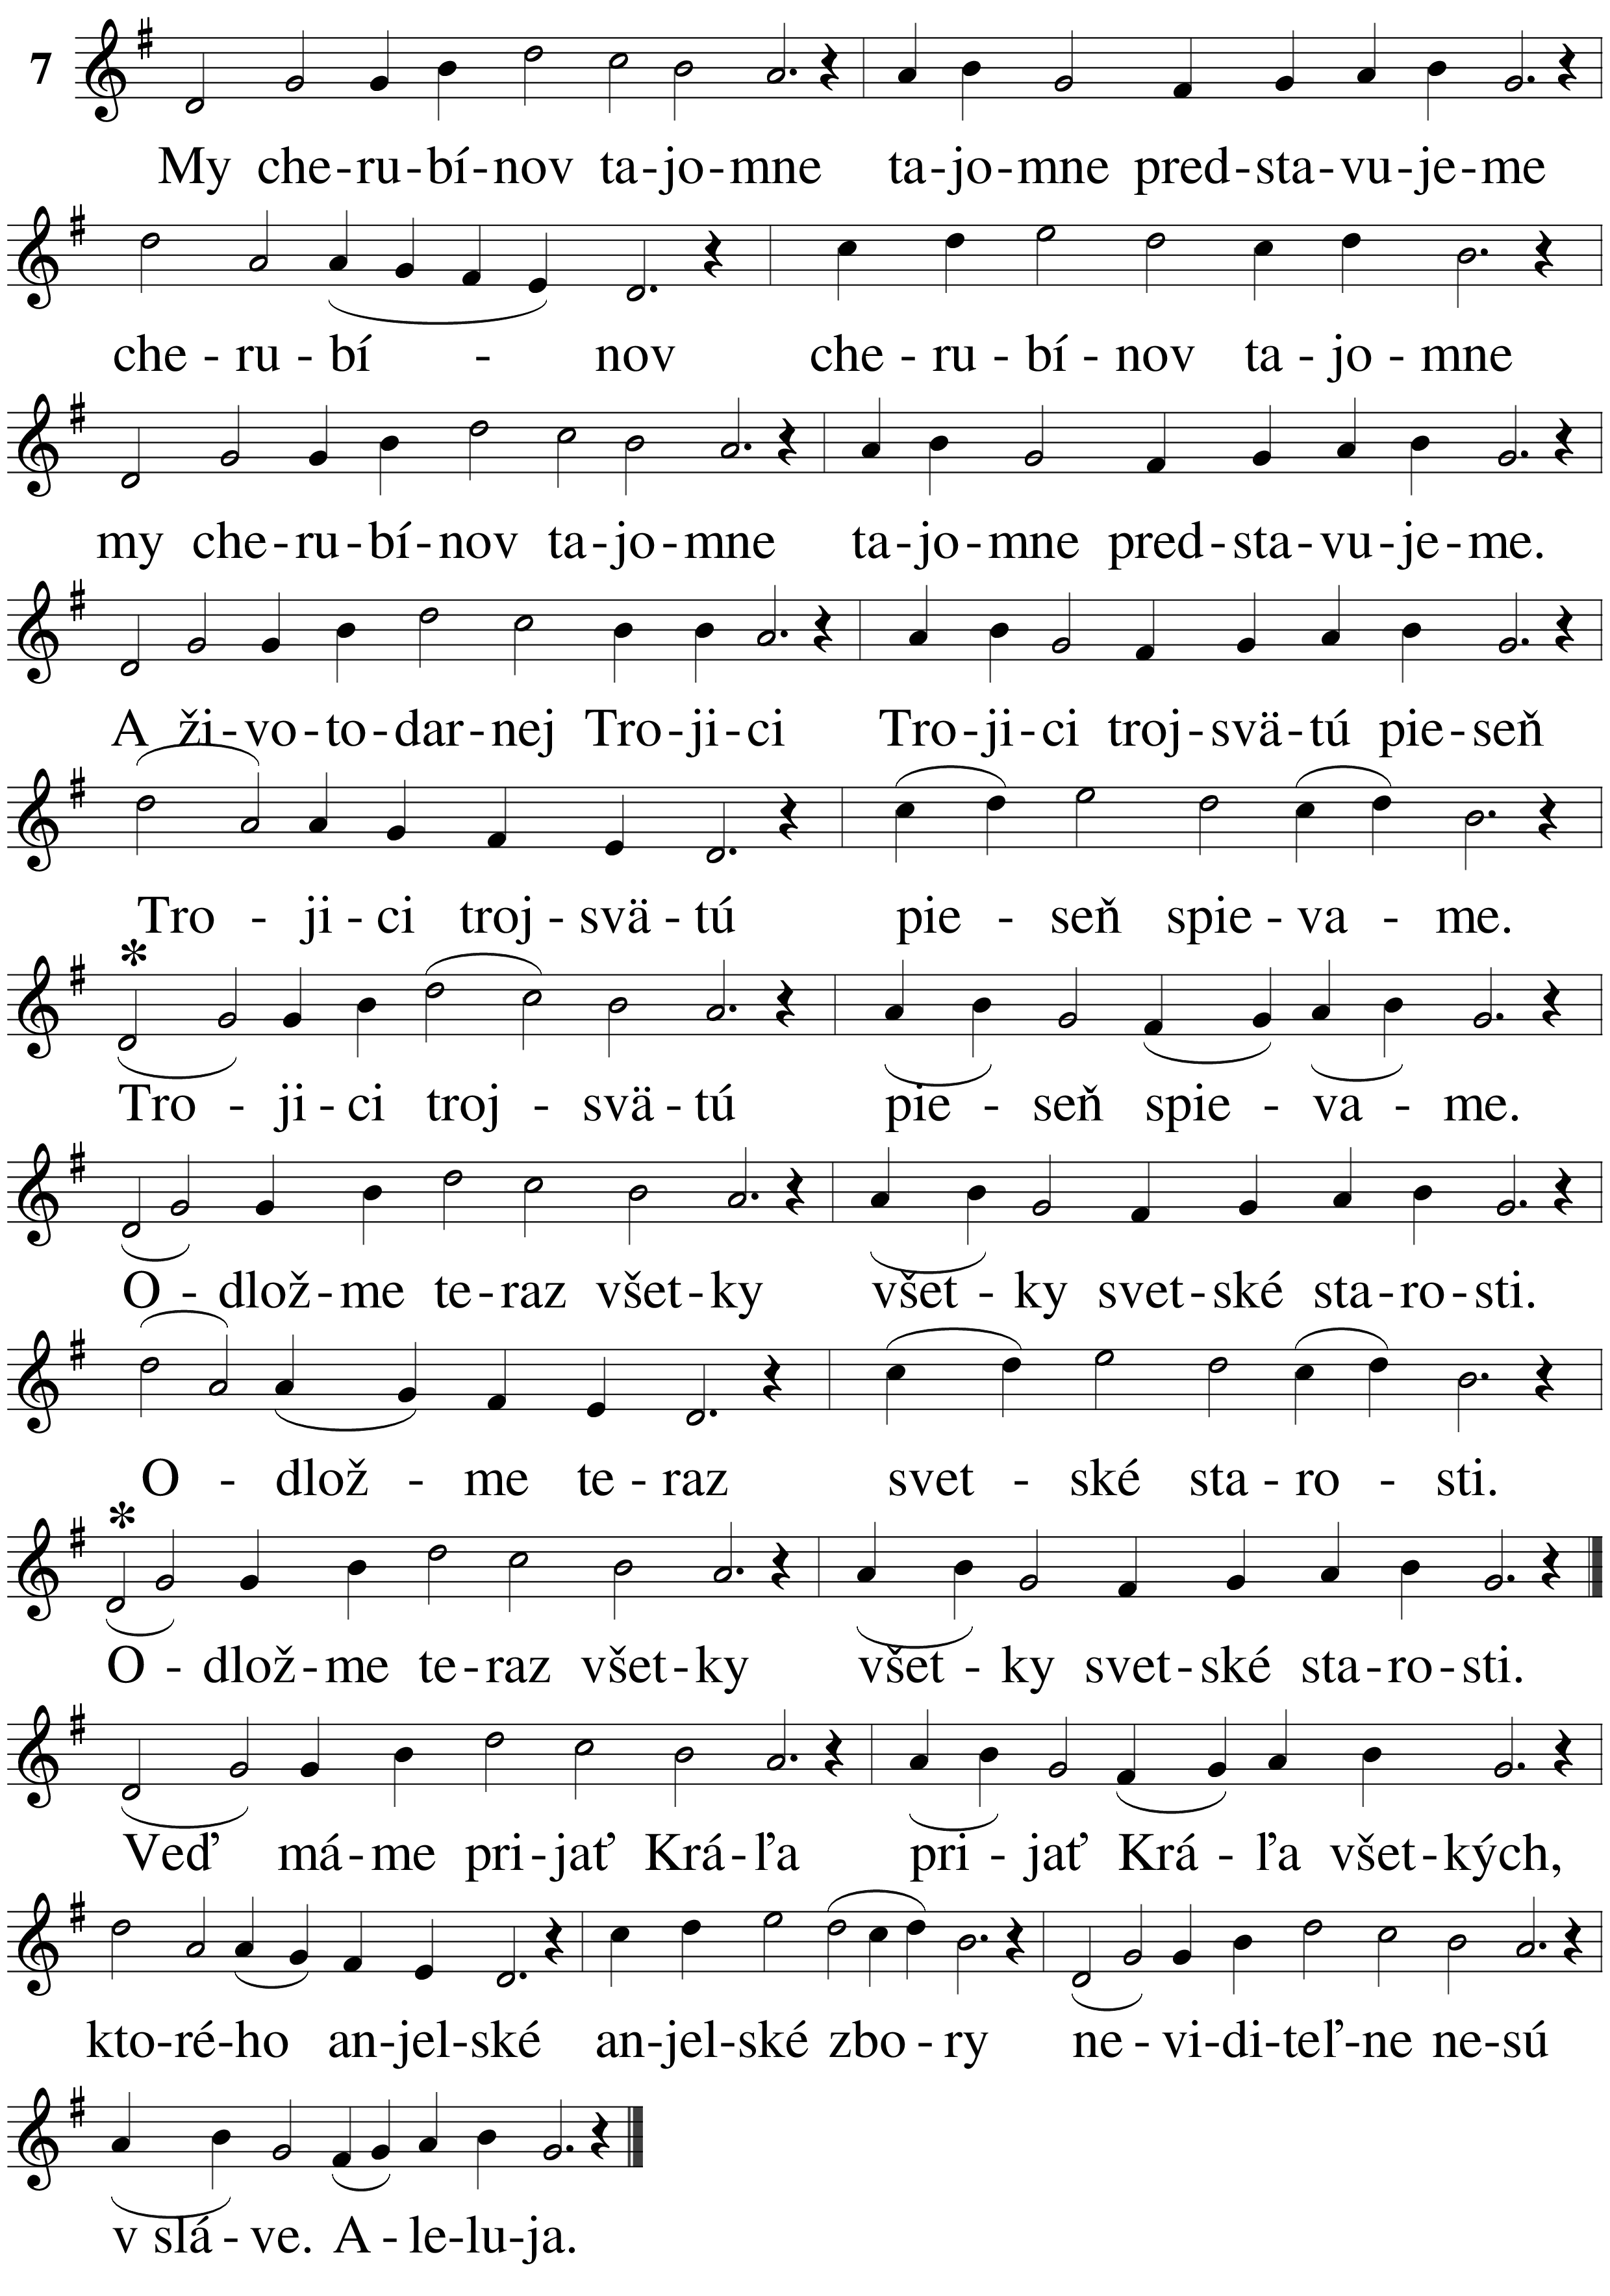 7
My che-ru-bí-nov ta-jo-mne ta-jo-mne pred-sta-vu-je-me
che - ru - bí - nov che - ru - bí - nov ta - jo - mne
my che-ru-bí-nov ta-jo-mne ta-jo-mne pred-sta-vu-je-me.
A ži-vo-to-dar-nej Tro-ji-ci Tro-ji-ci troj-svä-tú pie-seň
Tro - ji - ci troj - svä - tú pie - seň spie - va - me.
*
Tro - ji - ci troj - svä - tú pie - seň spie - va - me.
O - dlož-me te-raz všet-ky všet - ky svet-ské sta-ro-sti.
O - dlož - me te - raz svet - ské sta - ro - sti.
*
O - dlož-me te-raz všet-ky všet - ky svet-ské sta-ro-sti.
Veď má-me pri-jať Krá-ľa pri - jať Krá - ľa všet-kých,
kto-ré-ho an-jel-ské an-jel-ské zbo - ry ne - vi-di-teľ-ne ne-sú
v slá - ve. A - le-lu-ja.